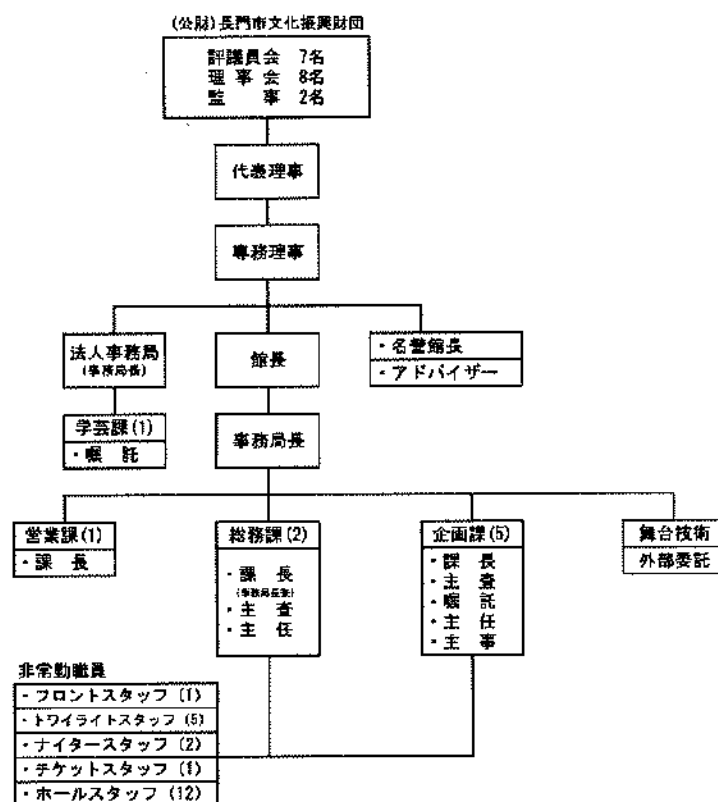 (公財)長門市文化振興財団
評議員会 7名
理事会 8名
監事 2名
代表理事
専務理事
法人事務局
(事務局長)
館長
・名誉館長
・アドバイザー
学芸課(1)
・嘱託
事務局長
営業課(1)
・課長
総務課(2)
・課長
(事務局長兼)
・主査
・主任
企画課(5)
・課長
・主査
・嘱託
・主任
・主事
舞台技術
外部委託
非常勤職員
・フロントスタッフ(1)
・トワイライトスタッフ(5)
・ナイタースタッフ(2)
・チケットスタッフ(1)
・ホールスタッフ(12)